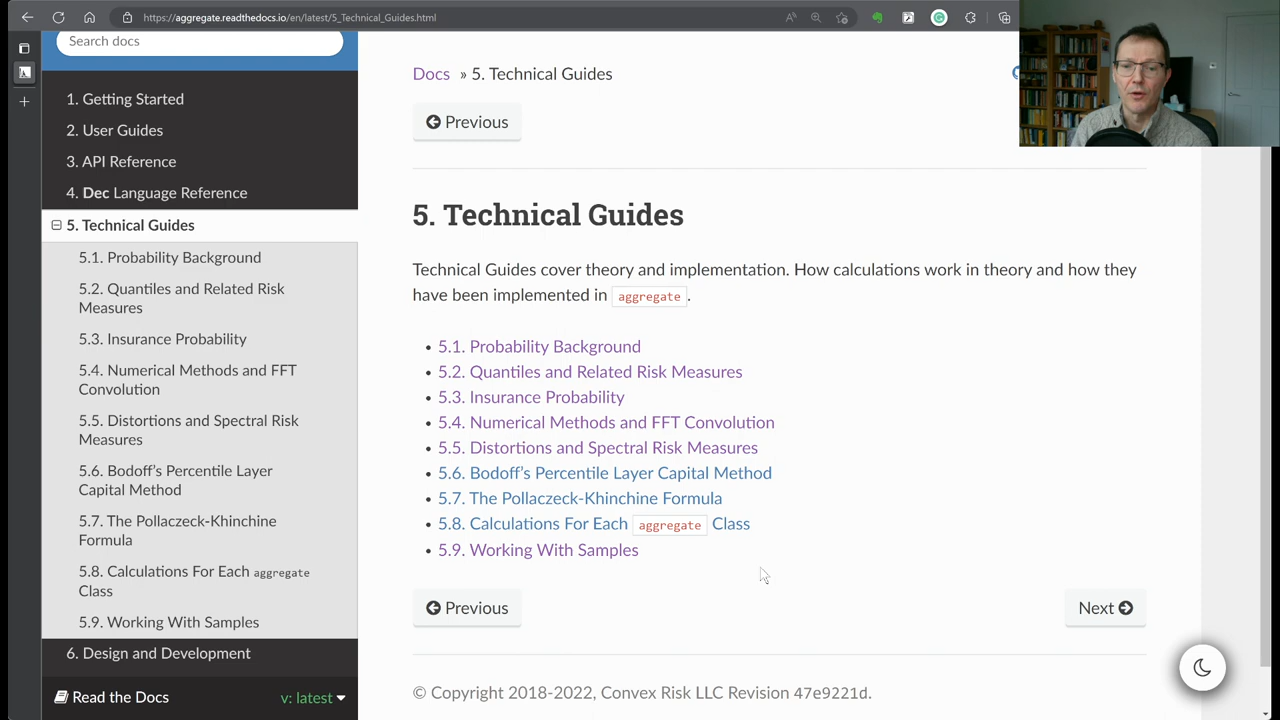 https://aggregate.readthedocs.io/en/latest/5_Technical_Guides.html
Search docs
1. Getting Started
2. User Guides
3. API Reference
4. Dec Language Reference
5. Technical Guides
5.1. Probability Background
5.2. Quantiles and Related Risk
Measures
5.3. Insurance Probability
5.4. Numerical Methods and FFT
Convolution
5.5. Distortions and Spectral Risk
Measures
5.6. Bodoff's Percentile Layer
Capital Method
5.7. The Pollaczeck-Khinchine
Formula
5.8. Calculations For Each aggregate
Class
5.9. Working With Samples
6. Design and Development
Read the Docs
v: latest
Docs » 5. Technical Guides
Previous
5. Technical Guides
Technical Guides cover theory and implementation. How calculations work in theory and how they
have been implemented in aggregate.
• 5.1. Probability Background
• 5.2. Quantiles and Related Risk Measures
• 5.3. Insurance Probability
• 5.4. Numerical Methods and FFT Convolution
• 5.5. Distortions and Spectral Risk Measures
• 5.6. Bodoff's Percentile Layer Capital Method
• 5.7. The Pollaczeck-Khinchine Formula
• 5.8. Calculations For Each aggregate Class
• 5.9. Working With Samples
Previous
Next
© Copyright 2018-2022, Convex Risk LLC Revision 47e9221d.